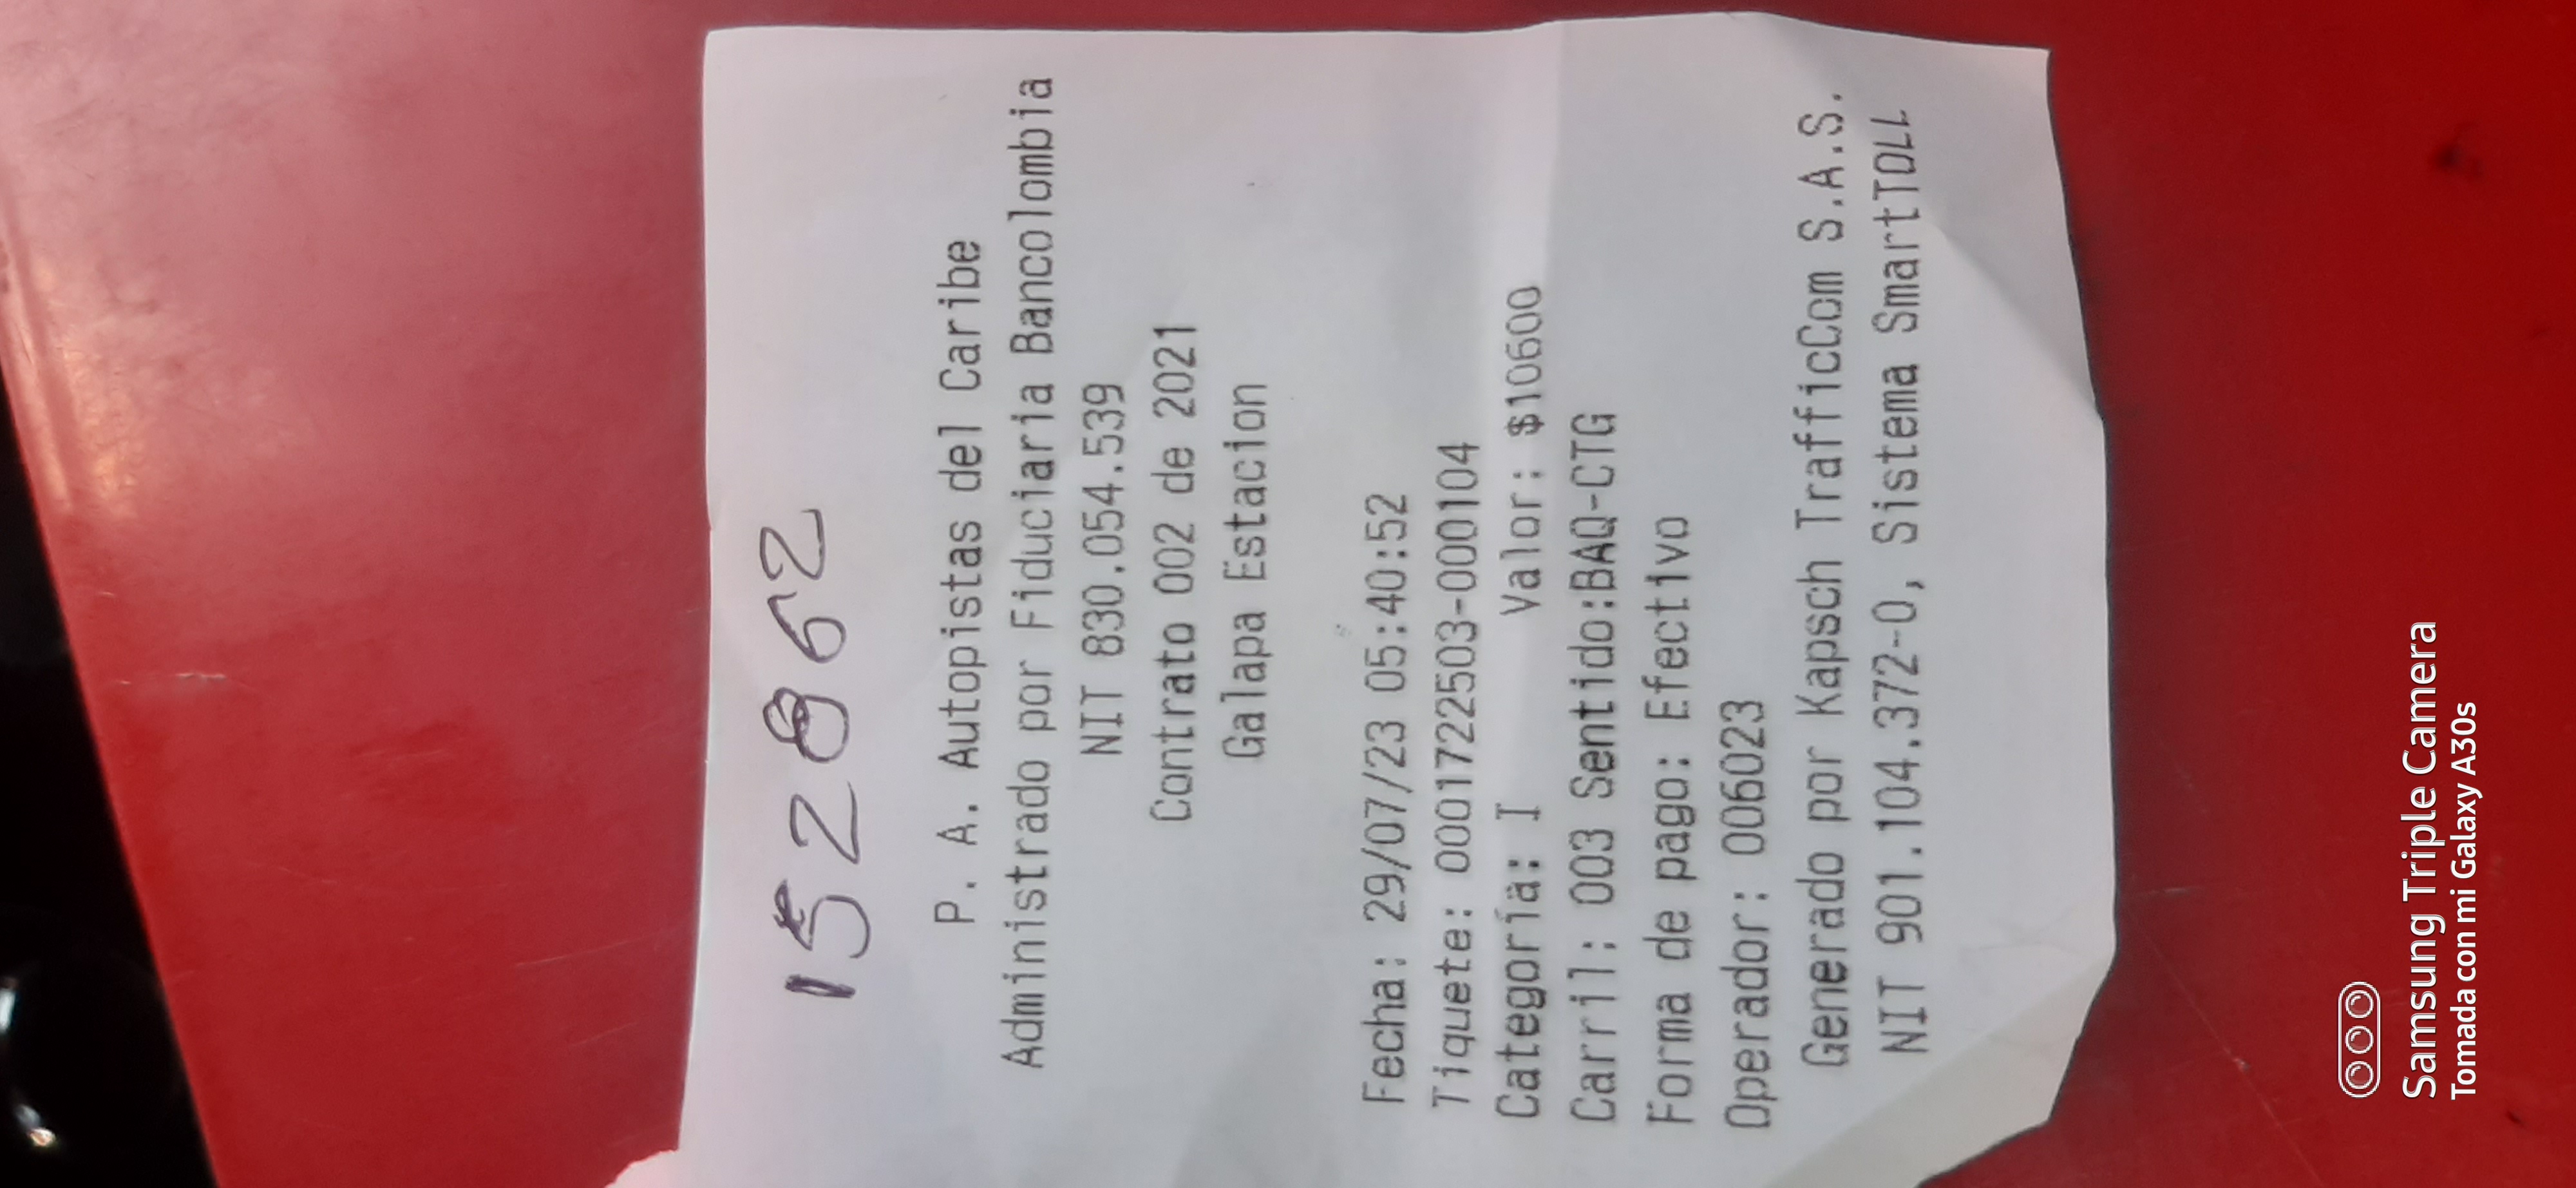 152862
P. A. Autopistas del Caribe
Administrado por Fiduciaria Bancolombia
NIT 830.054.539
Contrato 002 de 2021
Galapa Estacion
Fecha: 29/07/23 05:40:52
Tiquete: 0001722503-000104
Categoría: I Valor: $10600
Carril: 003 Sentido:BAQ-CTG
Forma de pago: Efectivo
Operador: 006023
Generado por Kapsch TrafficCom S.A.S.
NIT 901.104.372-0, Sistema SmartTOLL
Samsung Triple Camera
Tomada con mi Galaxy A30s